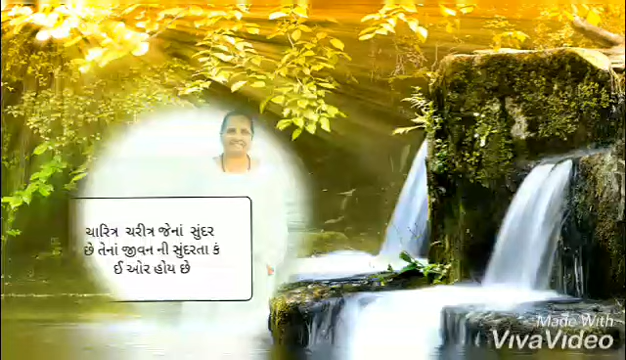 ચારિત્ર ચરીત્ર જેનાં સુંદર
છે તેનાં જીવન ની સુંદરતા કં
ઈ ઓર હોય છે
Made With
VivaVideo